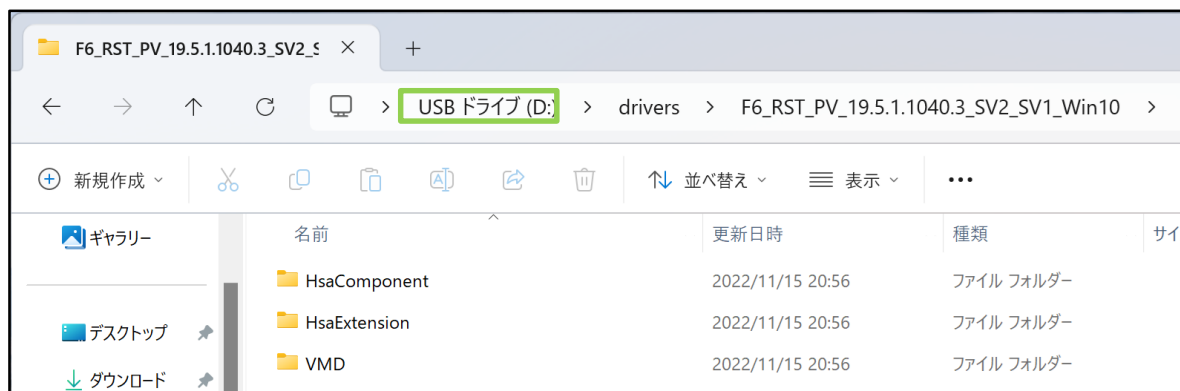 F6_RST_PV_19.5.1.1040.3_SV2_S
USB ドライブ (D:) > drivers > F6_RST_PV_19.5.1.1040.3_SV2_SV1_Win10 >
新規作成 並べ替え 表示
ギャラリー
名前 更新日時 種類 サイ
HsaComponent 2022/11/15 20:56 ファイル フォルダー
HsaExtension 2022/11/15 20:56 ファイル フォルダー
デスクトップ
VMD 2022/11/15 20:56 ファイル フォルダー
ダウンロード